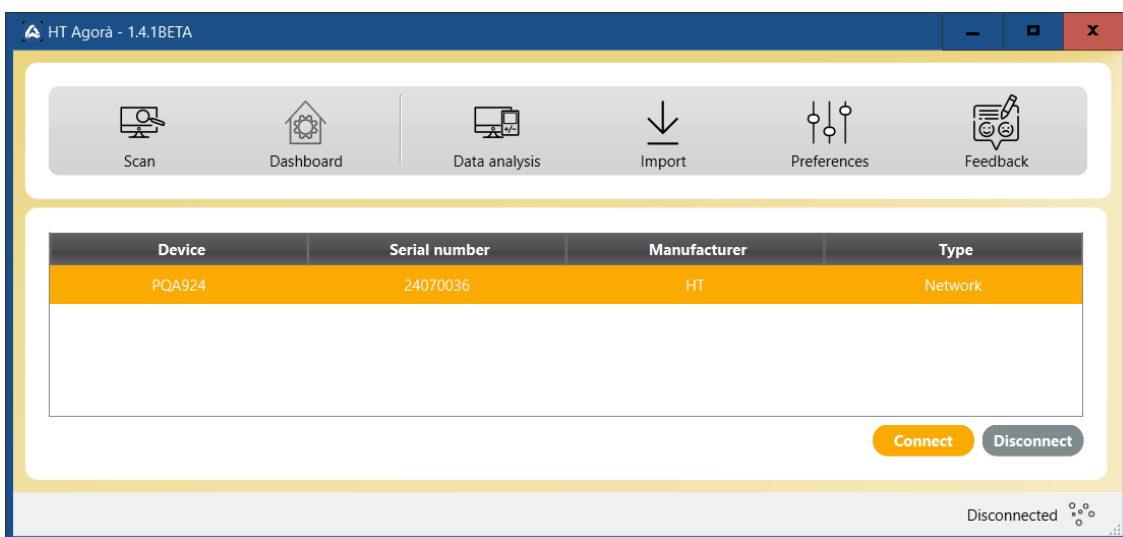 HT Agorà - 1.4.1BETA
Scan Dashboard Data analysis Import Preferences Feedback
Device Serial number Manufacturer Type
PQA924 24070036 HT Network
Connect Disconnect
Disconnected